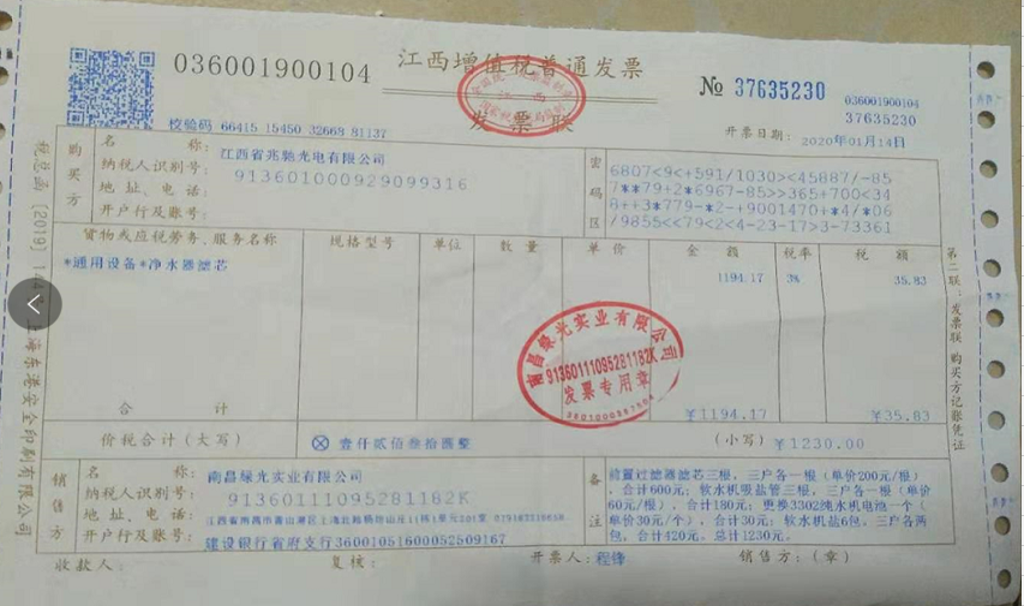 036001900104
江西增值税普通发票
发票联
№ 37635230
036001900104
37635230
校验码 66415 15450 32668 81137
开票日期: 2020年01月14日
购买方
名 称: 江西省兆驰光电有限公司
纳税人识别号: 913601000929099316
地址、电话:
开户行及账号:
密码区
6807<9<+591/1030><45887/-85
7**79+2*6967-85>>365+700<34
8++3*779-*2-+9001470+*4/*06
/9855<<79<2<4-23-17>3-73361
货物或应税劳务、服务名称 规格型号 单位 数量 单价 金额 税率 税额
*通用设备*净水器滤芯 1194.17 3% 35.83
南昌绿光实业有限公司
91360111095281182K
发票专用章
合 计 ¥1194.17 ¥35.83
价税合计(大写) ⊗ 壹仟贰佰叁拾圆整 (小写) ¥1230.00
销售方
名 称: 南昌绿光实业有限公司
纳税人识别号: 91360111095281182K
地址、电话:
开户行及账号: 建设银行省府支行36001051600052509167
备注
前置过滤器滤芯三根,三户各一根(单价200元/根)
,合计600元;软水机吸盐管三根,三户各一根(单价
60元/根),合计180元;更换3302纯水机电池一个(
单价30元/个),合计30元;软水机盐6包,三户各两
包,合计420元。总计1230元。
收款人: 复核: 开票人: 程锋 销售方:(章)
第二联:发票联 购买方记账凭证
税总函〔2019〕14 上海东港安全印刷有限公司